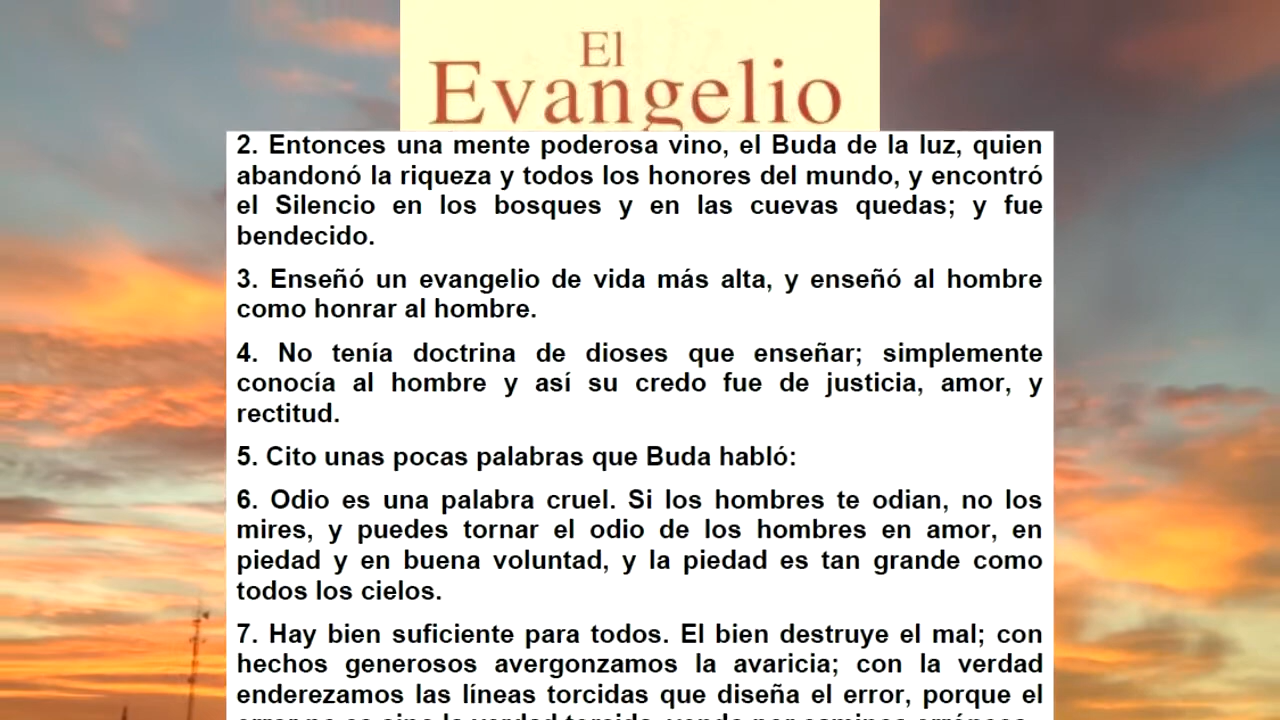 El
Evangelio
2. Entonces una mente poderosa vino, el Buda de la luz, quien
abandonó la riqueza y todos los honores del mundo, y encontró
el Silencio en los bosques y en las cuevas quedas; y fue
bendecido.
3. Enseñó un evangelio de vida más alta, y enseñó al hombre
como honrar al hombre.
4. No tenía doctrina de dioses que enseñar; simplemente
conocía al hombre y así su credo fue de justicia, amor, y
rectitud.
5. Cito unas pocas palabras que Buda habló:
6. Odio es una palabra cruel. Si los hombres te odian, no los
mires, y puedes tornar el odio de los hombres en amor, en
piedad y en buena voluntad, y la piedad es tan grande como
todos los cielos.
7. Hay bien suficiente para todos. El bien destruye el mal; con
hechos generosos avergonzamos la avaricia; con la verdad
enderezamos las líneas torcidas que diseña el error, porque el